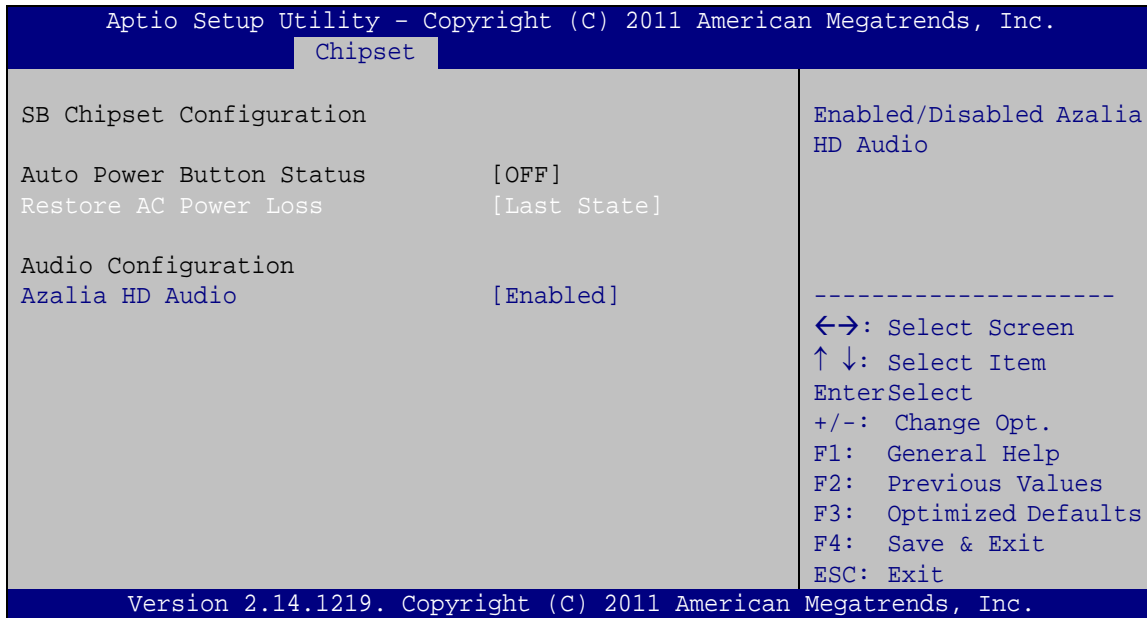 Aptio Setup Utility – Copyright (C) 2011 American Megatrends, Inc.
Chipset
SB Chipset Configuration
Auto Power Button Status [OFF]
Restore AC Power Loss [Last State]
Audio Configuration
Azalia HD Audio [Enabled]
Enabled/Disabled Azalia
HD Audio
---------------------
←→: Select Screen
↑ ↓: Select Item
EnterSelect
+/-: Change Opt.
F1: General Help
F2: Previous Values
F3: Optimized Defaults
F4: Save & Exit
ESC: Exit
Version 2.14.1219. Copyright (C) 2011 American Megatrends, Inc.